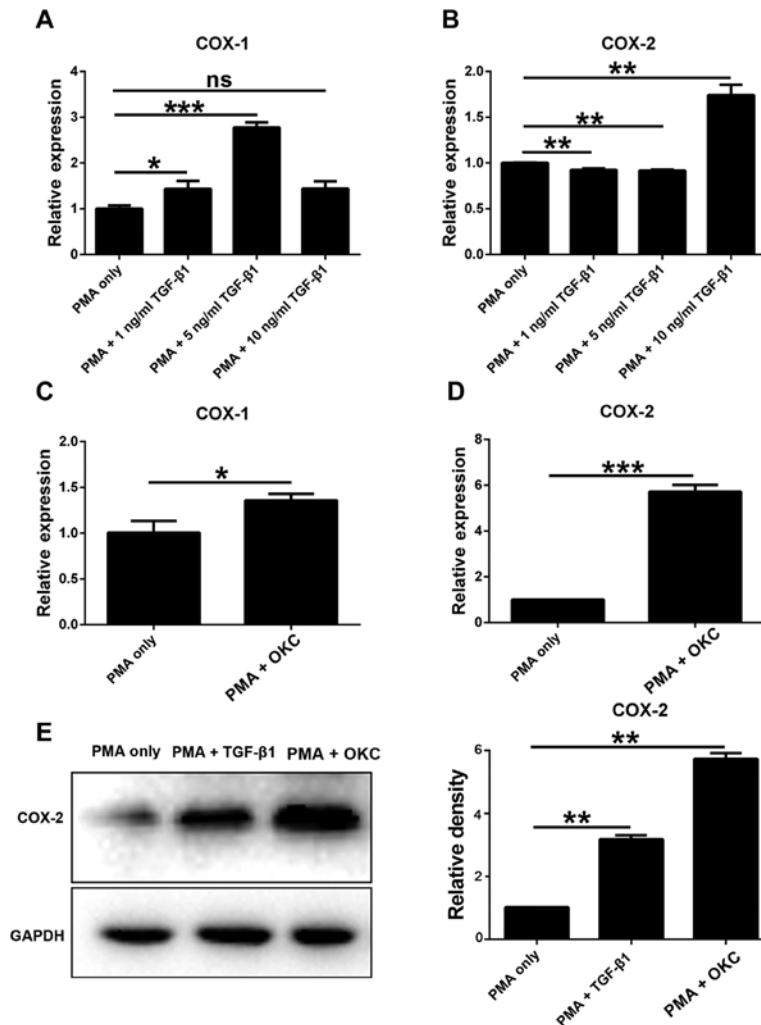 A
COX-1
Relative expression
4
3
2
1
0
ns
***
*
PMA only
PMA + 1 ng/ml TGF-β1
PMA + 5 ng/ml TGF-β1
PMA + 10 ng/ml TGF-β1
B
COX-2
Relative expression
2.0
1.5
1.0
0.5
0.0
**
**
**
PMA only
PMA + 1 ng/ml TGF-β1
PMA + 5 ng/ml TGF-β1
PMA + 10 ng/ml TGF-β1
C
COX-1
Relative expression
2.0
1.5
1.0
0.5
0.0
*
PMA only
PMA + OKC
D
COX-2
Relative expression
8
6
4
2
0
***
PMA only
PMA + OKC
E
PMA only PMA + TGF-β1 PMA + OKC
COX-2
GAPDH
COX-2
Relative density
6
4
2
0
**
**
PMA only
PMA + TGF-β1
PMA + OKC